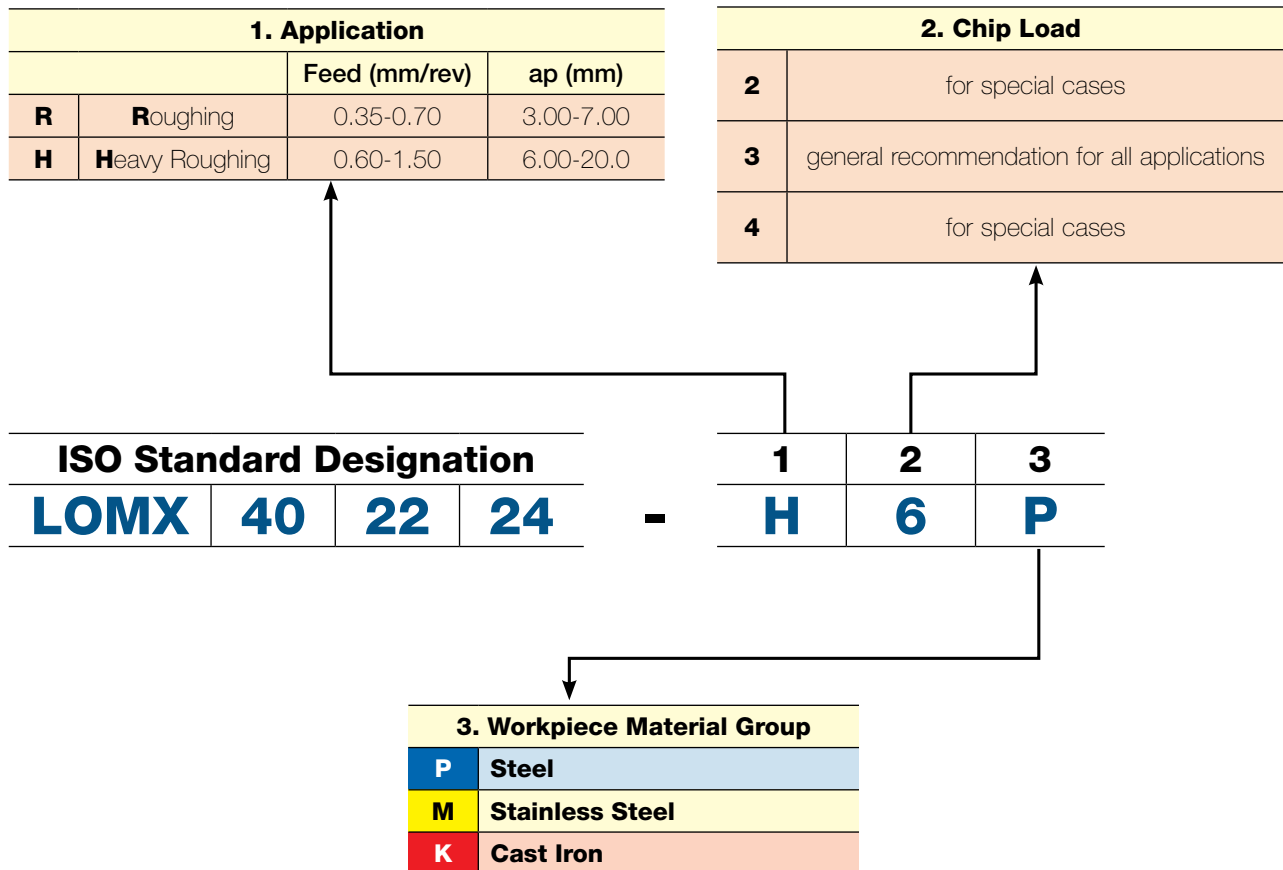 1. Application
Feed (mm/rev) ap (mm)
R Roughing 0.35-0.70 3.00-7.00
H Heavy Roughing 0.60-1.50 6.00-20.0
2. Chip Load
2 for special cases
3 general recommendation for all applications
4 for special cases
ISO Standard Designation 1 2 3
LOMX 40 22 24 - H 6 P
3. Workpiece Material Group
P Steel
M Stainless Steel
K Cast Iron